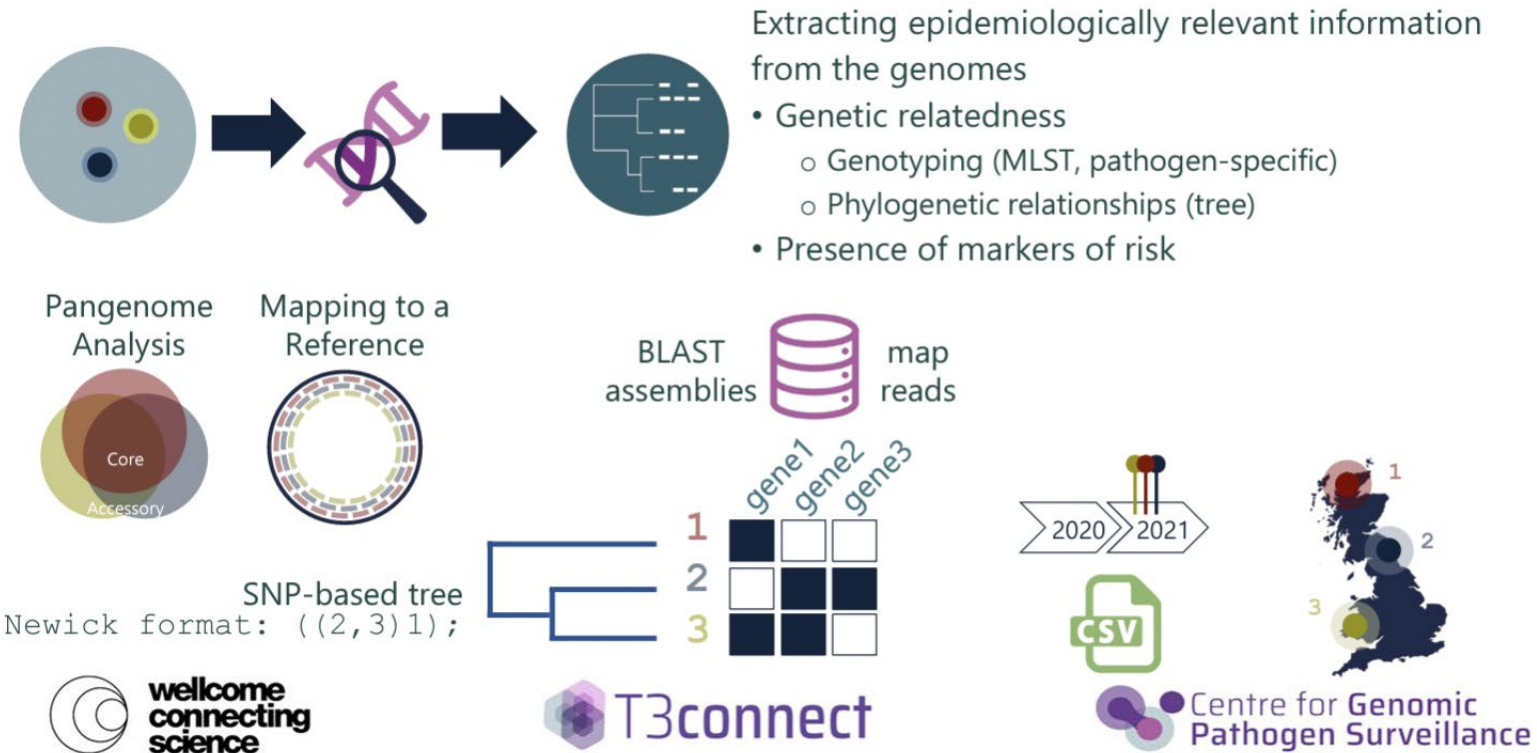 Extracting epidemiologically relevant information
from the genomes
• Genetic relatedness
o Genotyping (MLST, pathogen-specific)
o Phylogenetic relationships (tree)
• Presence of markers of risk
Pangenome
Analysis
Mapping to a
Reference
Core
Accessory
BLAST
assemblies
map
reads
gene1
gene2
gene3
1
2
3
SNP-based tree
Newick format: ((2,3)1);
2020
2021
CSV
1
2
3
wellcome
connecting
science
T3connect
Centre for Genomic
Pathogen Surveillance